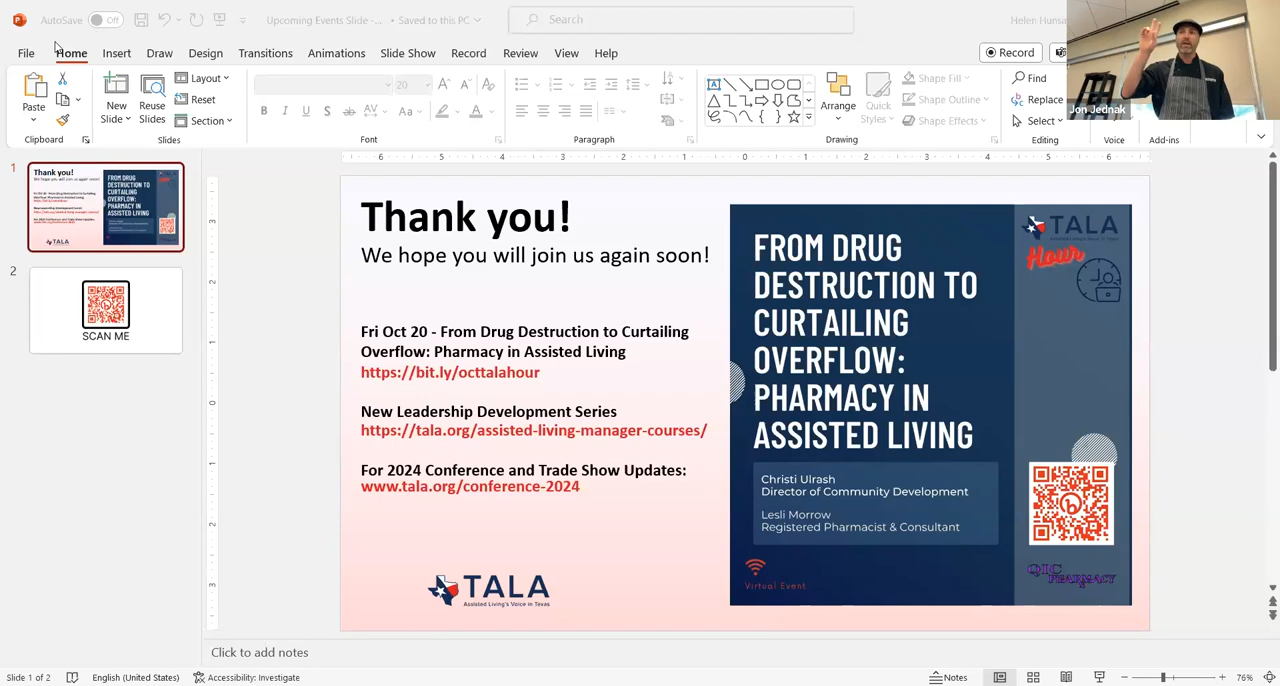 AutoSave Off Upcoming Events Slide -... • Saved to this PC Search Helen Hunsa
File Home Insert Draw Design Transitions Animations Slide Show Record Review View Help Record
Paste
New Slide
Reuse Slides
Layout
Reset
Section
20
Aa
Arrange
Quick Styles
Shape Fill
Shape Outline
Shape Effects
Find
Replace
Select
Jon Jednak
Clipboard Slides Font Paragraph Drawing Editing Voice Add-ins
1
2
SCAN ME
Thank you!
We hope you will join us again soon!
Fri Oct 20 - From Drug Destruction to Curtailing
Overflow: Pharmacy in Assisted Living
https://bit.ly/octtalahour
New Leadership Development Series
https://tala.org/assisted-living-manager-courses/
For 2024 Conference and Trade Show Updates:
www.tala.org/conference-2024
TALA
Assisted Living's Voice in Texas
FROM DRUG
DESTRUCTION TO
CURTAILING
OVERFLOW:
PHARMACY IN
ASSISTED LIVING
Christi Ulrash
Director of Community Development
Lesli Morrow
Registered Pharmacist & Consultant
Virtual Event
TALA
Hour
QIC
PHARMACY
Click to add notes
Slide 1 of 2 English (United States) Accessibility: Investigate Notes 76%